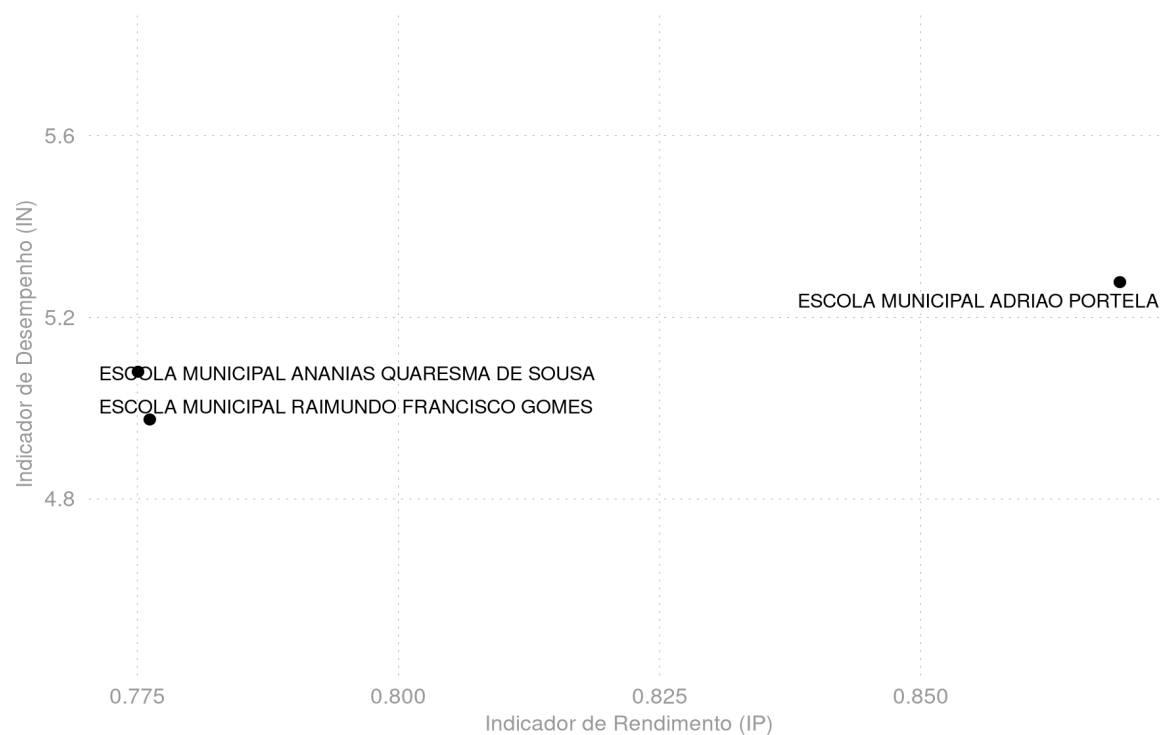 5.6
ESCOLA MUNICIPAL ADRIAO PORTELA
5.2
ESCOLA MUNICIPAL ANANIAS QUARESMA DE SOUSA
ESCOLA MUNICIPAL RAIMUNDO FRANCISCO GOMES
4.8
Indicador de Desempenho (IN)
0.775 0.800 0.825 0.850
Indicador de Rendimento (IP)